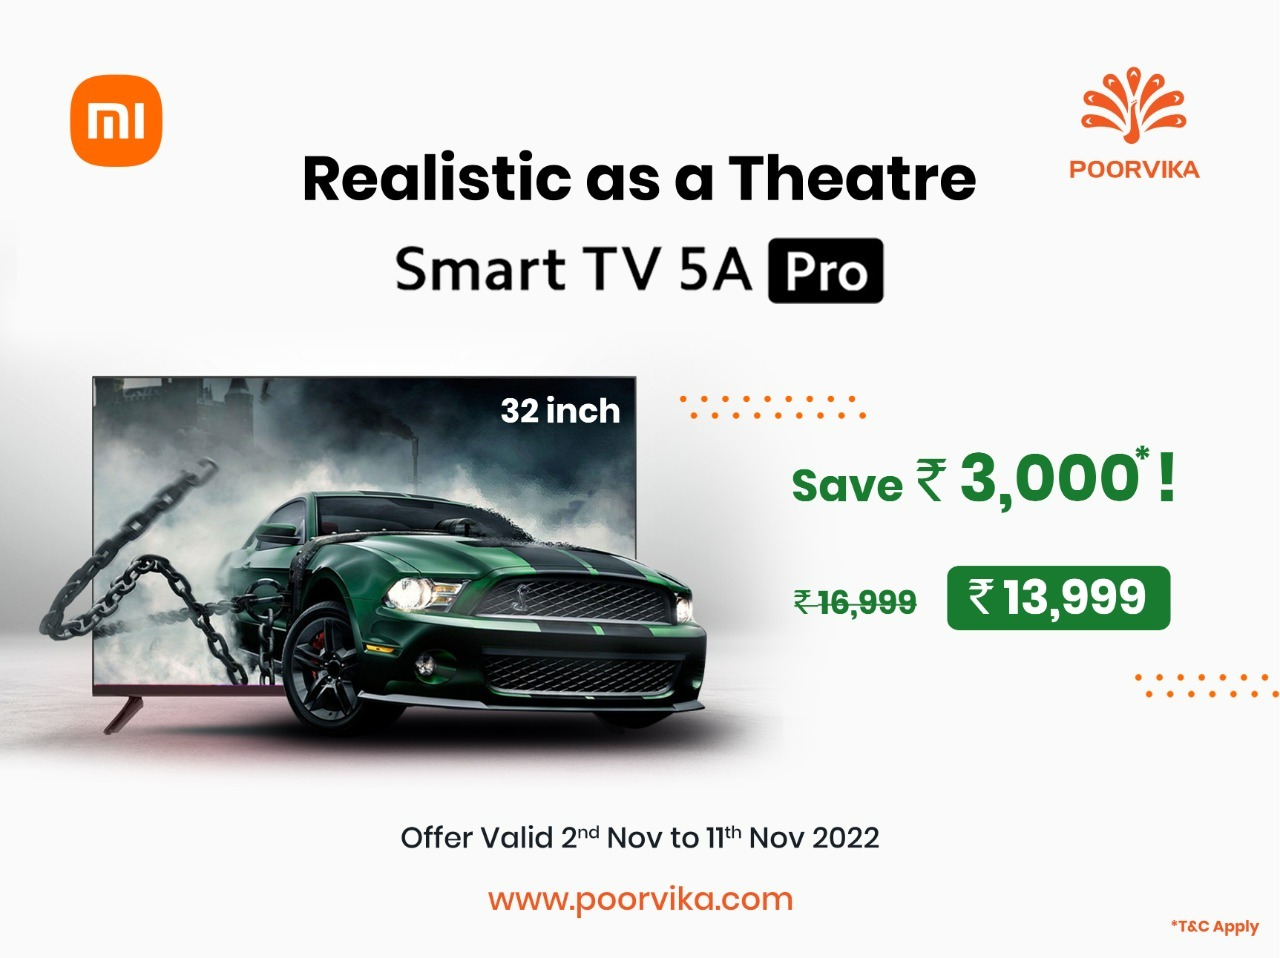 mi
POORVIKA
Realistic as a Theatre
Smart TV 5A Pro
32 inch
Save ₹ 3,000*!
₹ 16,999 ₹ 13,999
Offer Valid 2nd Nov to 11th Nov 2022
www.poorvika.com
*T&C Apply